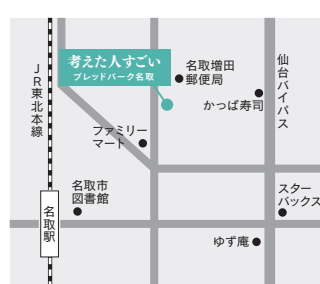 JR東北本線
考えた人すごい
ブレッドパーク名取
名取増田
郵便局
仙台バイパス
かっぱ寿司
ファミリー
マート
名取市
図書館
名取駅
スター
バックス
ゆず庵